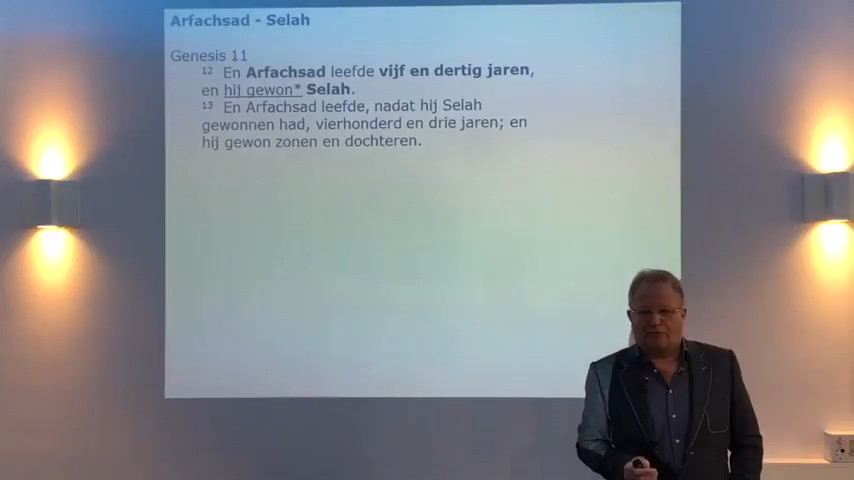 Arfachsad - Selah
Genesis 11
12 En Arfachsad leefde vijf en dertig jaren,
en hij gewon* Selah.
13 En Arfachsad leefde, nadat hij Selah
gewonnen had, vierhonderd en drie jaren; en
hij gewon zonen en dochteren.